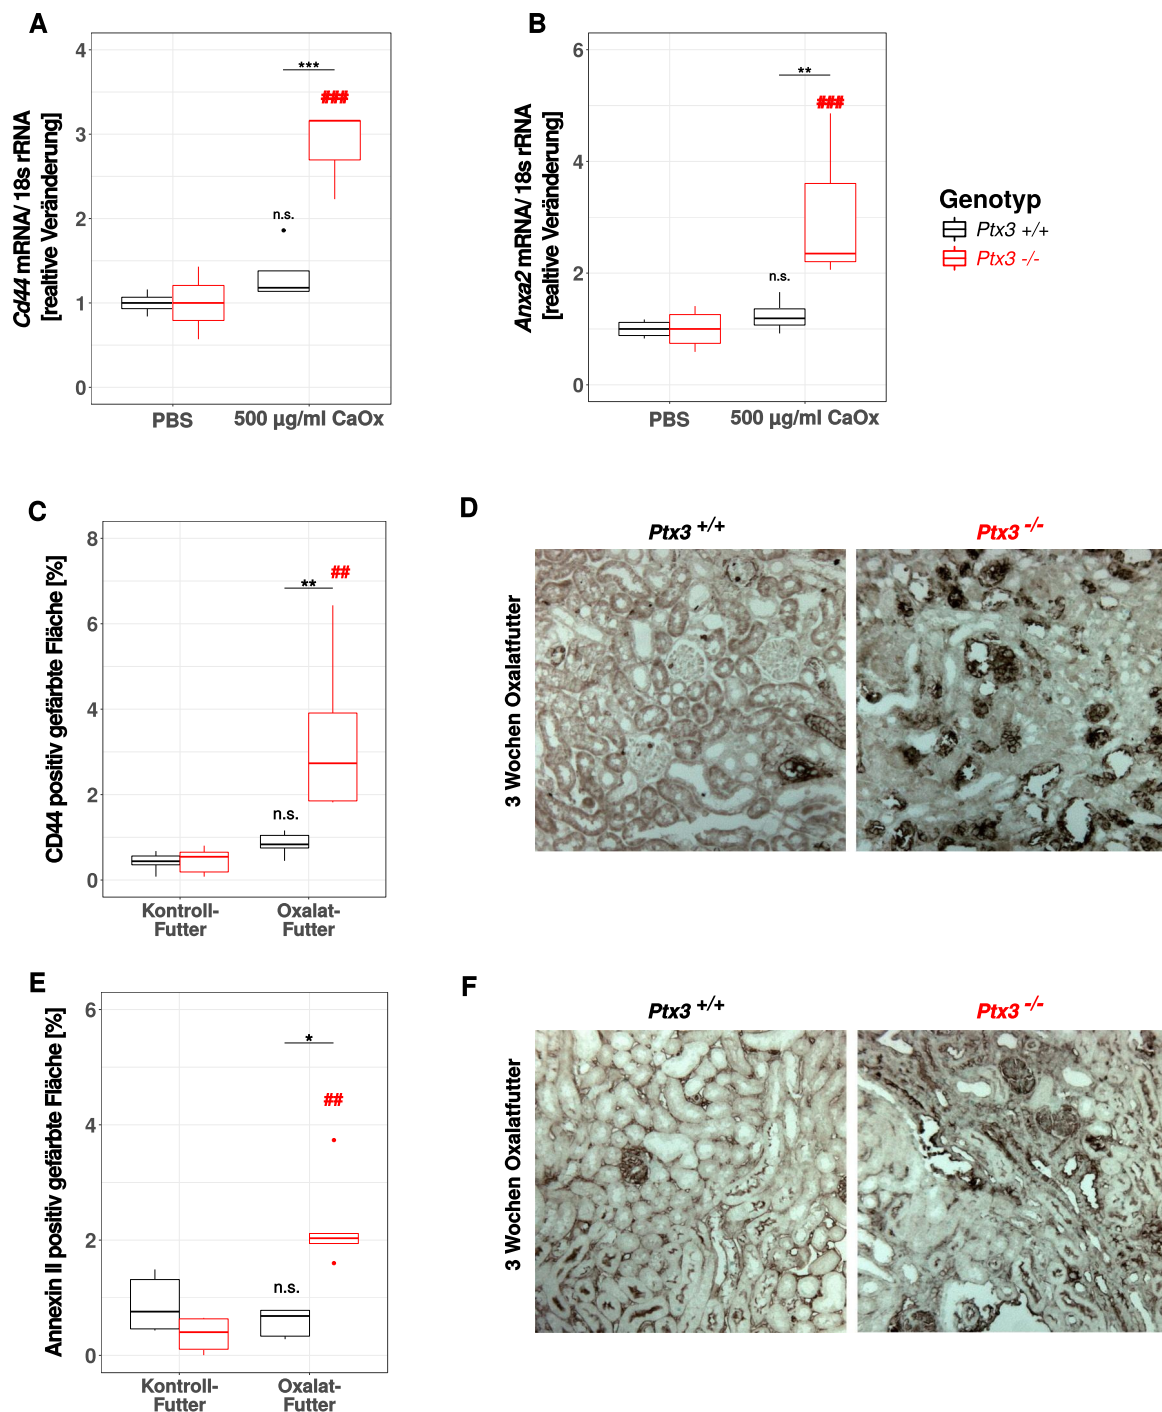 A
Cd44 mRNA/ 18s rRNA
[realtive Veränderung]
4
3
2
1
0
***
###
n.s.
PBS
500 µg/ml CaOx
B
Anxa2 mRNA/ 18s rRNA
[realtive Veränderung]
6
4
2
0
**
###
n.s.
PBS
500 µg/ml CaOx
Genotyp
Ptx3 +/+
Ptx3 -/-
C
CD44 positiv gefärbte Fläche [%]
8
6
4
2
0
**
##
n.s.
Kontroll-
Futter
Oxalat-
Futter
D
Ptx3 +/+
Ptx3 -/-
3 Wochen Oxalatfutter
E
Annexin II positiv gefärbte Fläche [%]
6
4
2
0
*
##
n.s.
Kontroll-
Futter
Oxalat-
Futter
F
Ptx3 +/+
Ptx3 -/-
3 Wochen Oxalatfutter